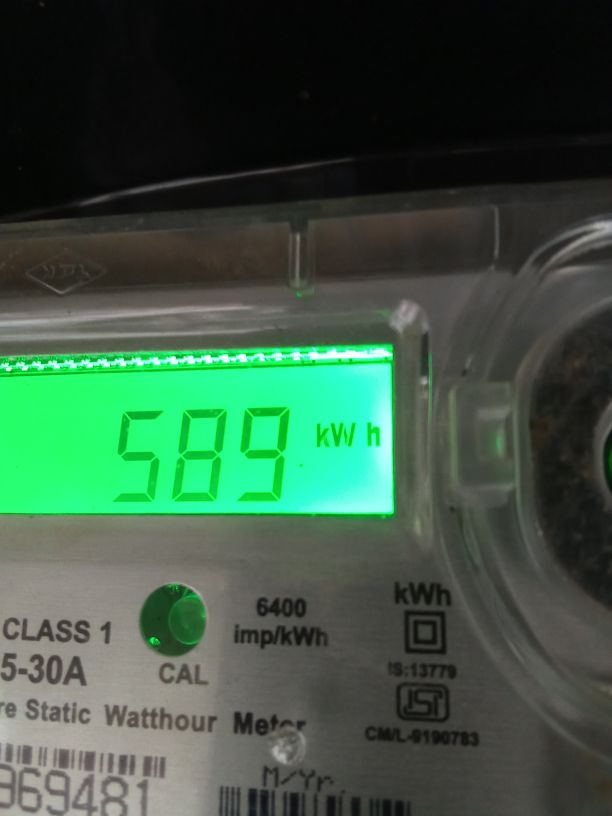 589 kWh
CLASS 1
5-30A
CAL
6400
imp/kWh
kWh
IS:13779
ISI
CM/L-9190783
re Static Watthour Meter
969481
M/Yr.